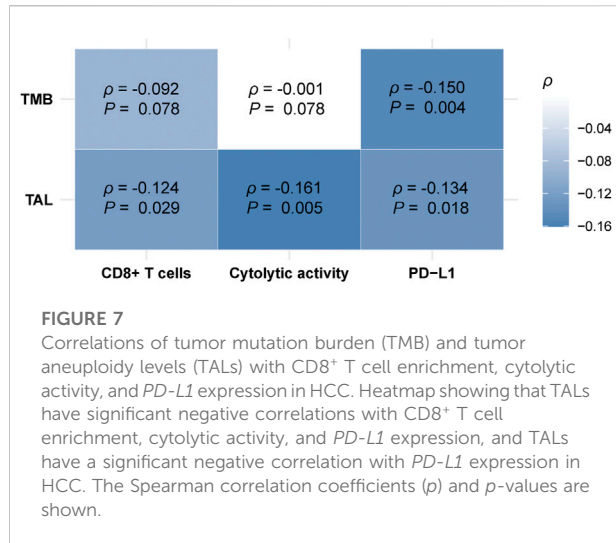 TMB
ρ = -0.092
P = 0.078
ρ = -0.001
P = 0.078
ρ = -0.150
P = 0.004
TAL
ρ = -0.124
P = 0.029
ρ = -0.161
P = 0.005
ρ = -0.134
P = 0.018
CD8+ T cells
Cytolytic activity
PD-L1
ρ
-0.04
-0.08
-0.12
-0.16
FIGURE 7
Correlations of tumor mutation burden (TMB) and tumor
aneuploidy levels (TALs) with CD8⁺ T cell enrichment, cytolytic
activity, and PD-L1 expression in HCC. Heatmap showing that TALs
have significant negative correlations with CD8⁺ T cell
enrichment, cytolytic activity, and PD-L1 expression, and TALs
have a significant negative correlation with PD-L1 expression in
HCC. The Spearman correlation coefficients (p) and p-values are
shown.